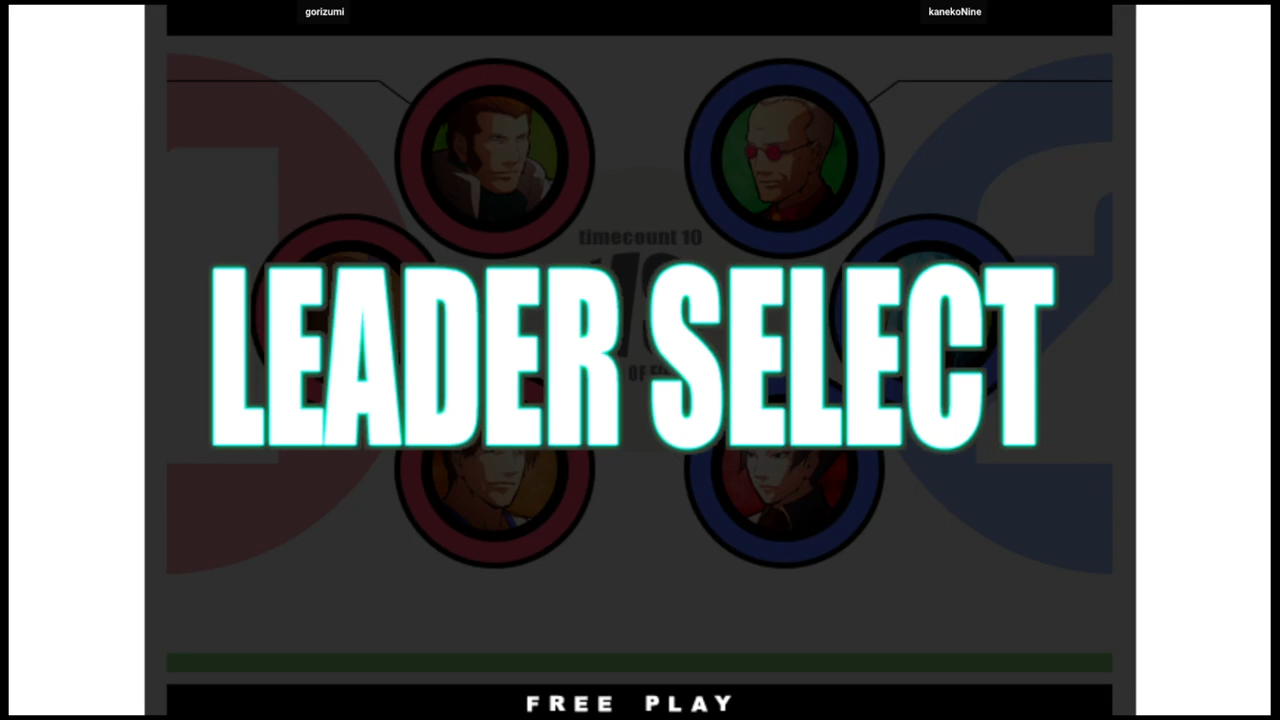 gorizumi
kanekoNine
timecount 10
LEADER SELECT
FREE PLAY